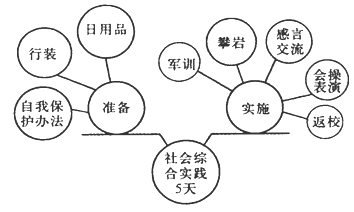 日用品
行装
自我保
护办法
准备
军训
攀岩
感言
交流
会操
表演
返校
实施
社会综
合实践
5天